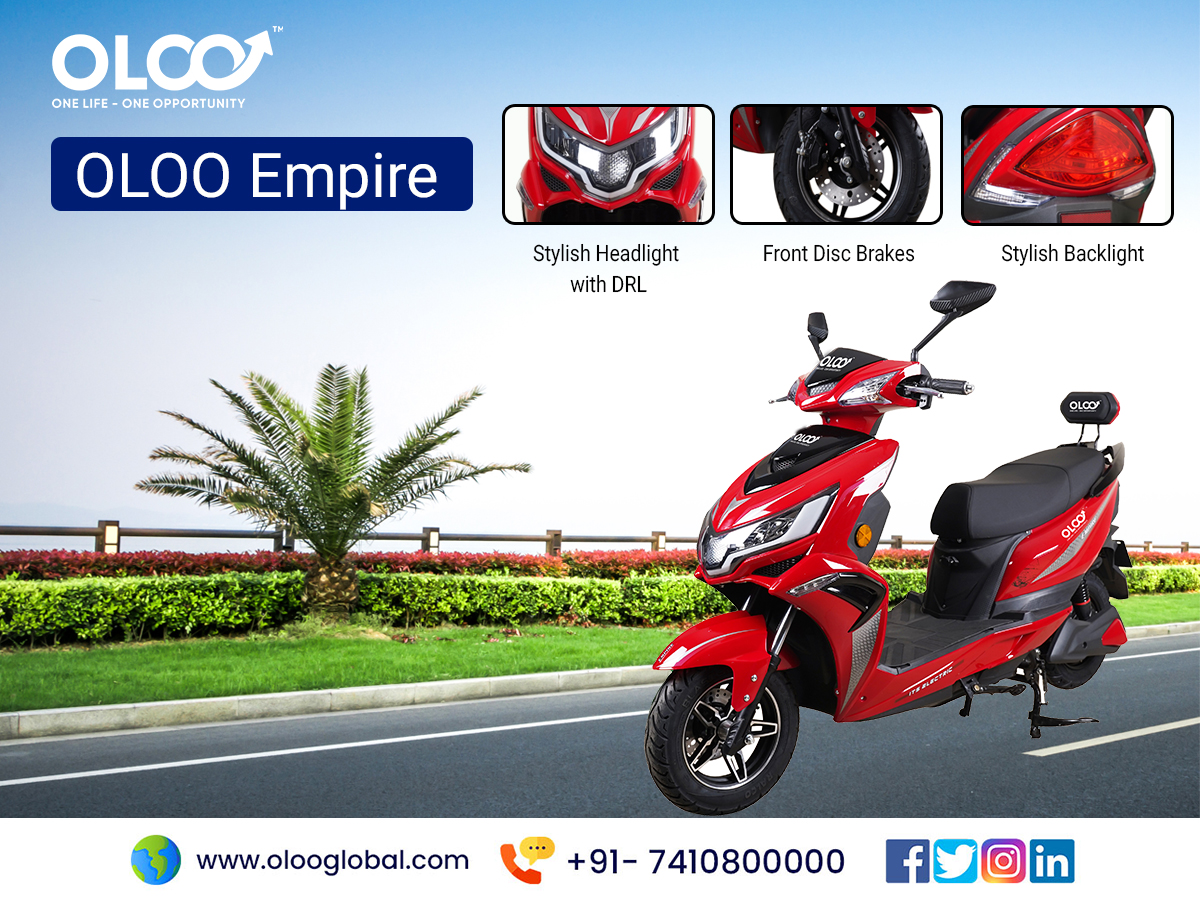 OLOO™
ONE LIFE - ONE OPPORTUNITY
OLOO Empire
Stylish Headlight
with DRL
Front Disc Brakes
Stylish Backlight
OLOO
OLOO
OLOO
OLOO
ITS ELECTRIC
www.olooglobal.com
+91- 7410800000